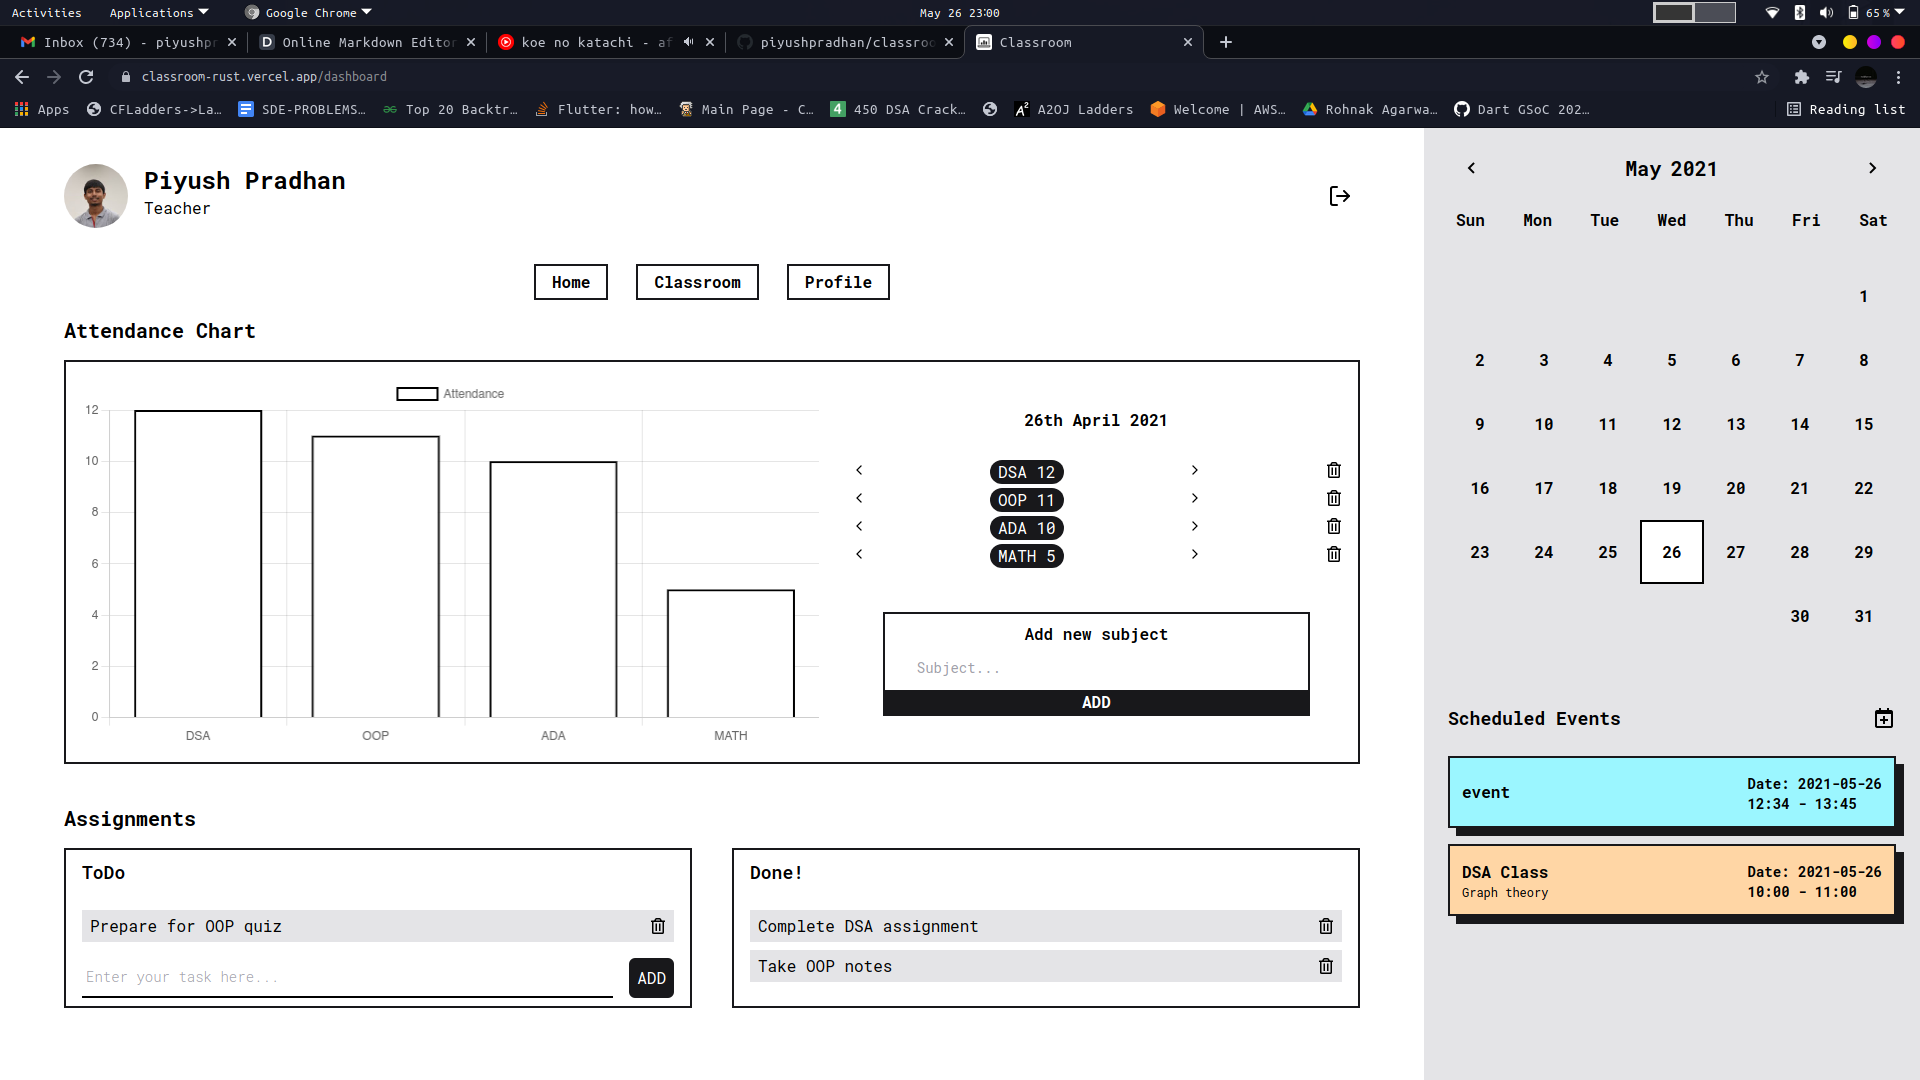 Activities Applications Google Chrome May 26 23:00 65 %
Inbox (734) - piyushpr Online Markdown Editor koe no katachi - af piyushpradhan/classroo Classroom
classroom-rust.vercel.app/dashboard
Apps CFLadders->La… SDE-PROBLEMS… Top 20 Backtr… Flutter: how… Main Page - C… 4 450 DSA Crack… A2OJ Ladders Welcome | AWS… Rohnak Agarwa… Dart GSoC 202… Reading list
Piyush Pradhan
Teacher
Home Classroom Profile
Attendance Chart
Attendance
12
10
8
6
4
2
0
DSA OOP ADA MATH
26th April 2021
DSA 12
OOP 11
ADA 10
MATH 5
Add new subject
Subject...
ADD
Assignments
ToDo
Prepare for OOP quiz
Enter your task here...
ADD
Done!
Complete DSA assignment
Take OOP notes
May 2021
Sun Mon Tue Wed Thu Fri Sat
1
2 3 4 5 6 7 8
9 10 11 12 13 14 15
16 17 18 19 20 21 22
23 24 25 26 27 28 29
30 31
Scheduled Events
event
Date: 2021-05-26
12:34 - 13:45
DSA Class
Graph theory
Date: 2021-05-26
10:00 - 11:00